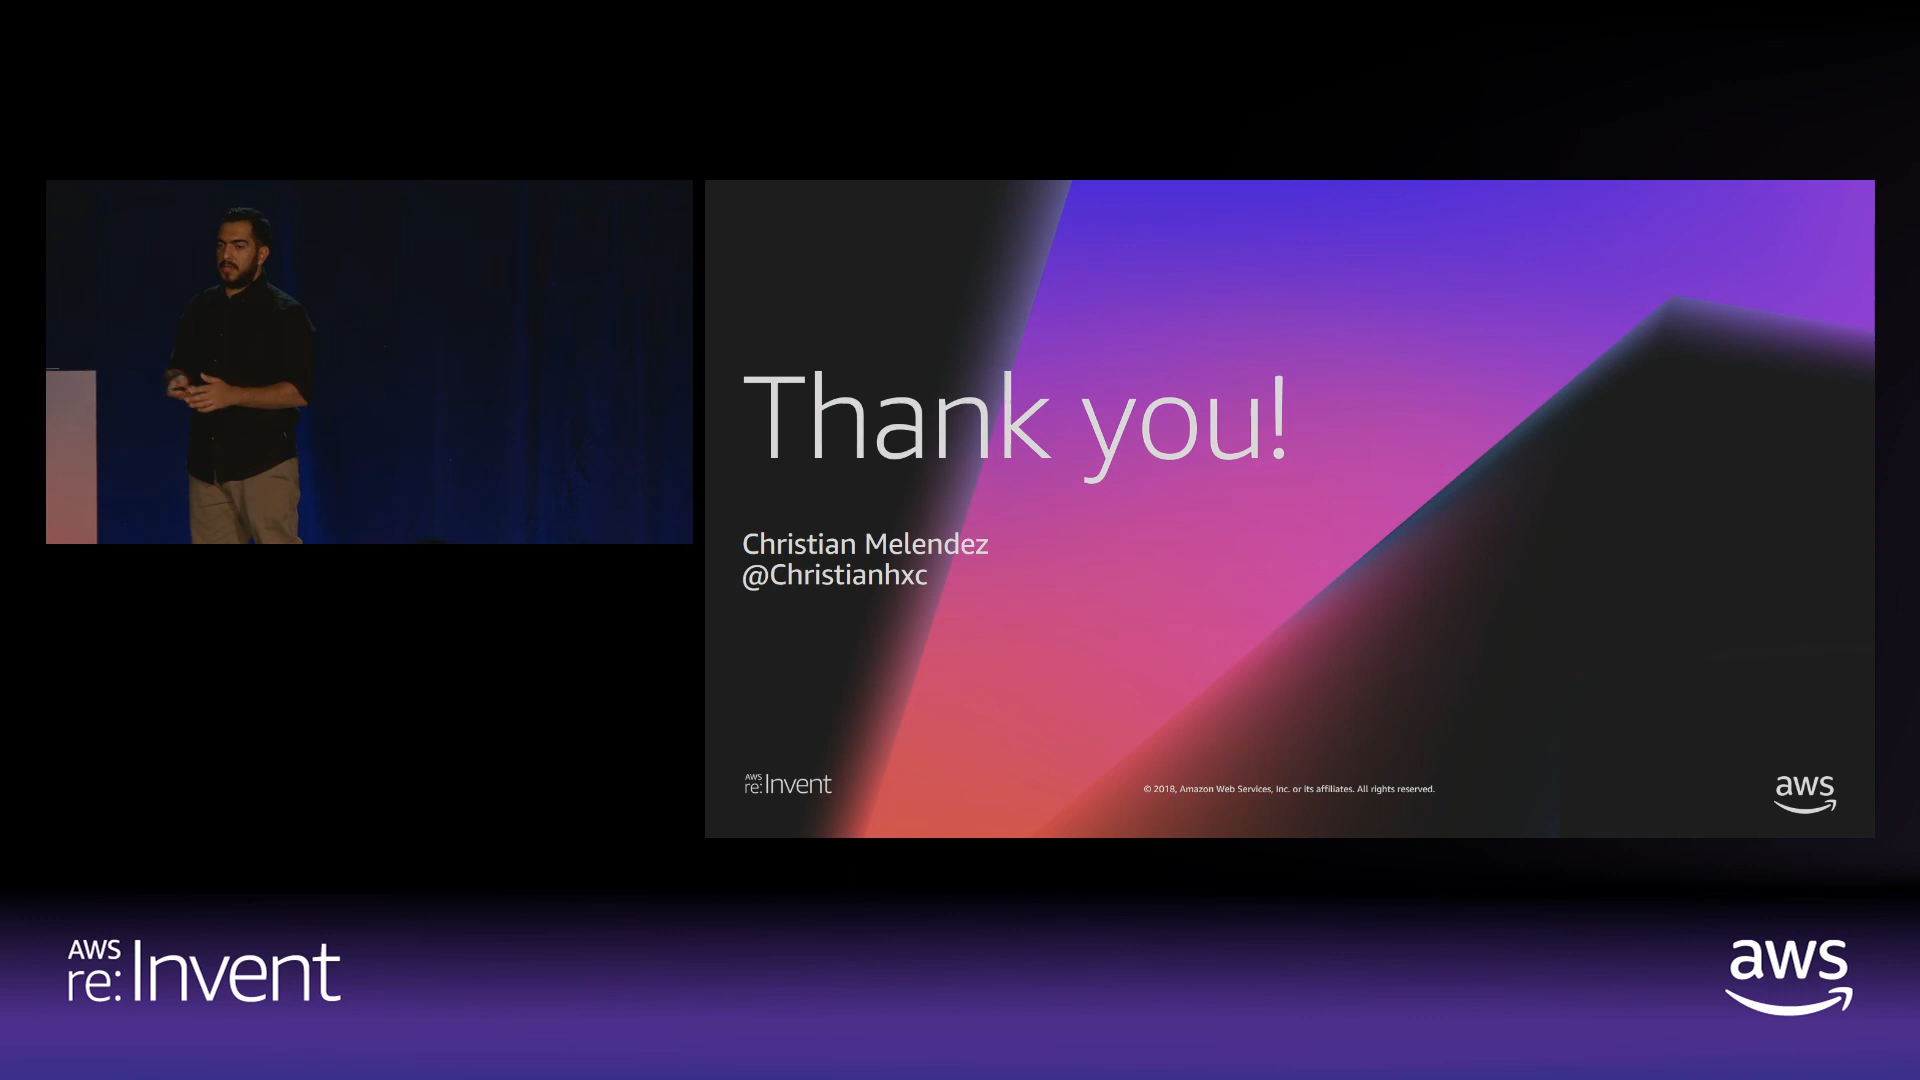 Thank you!
Christian Melendez
@Christianhxc
AWS
re:Invent
© 2018, Amazon Web Services, Inc. or its affiliates. All rights reserved.
aws
AWS
re:Invent
aws